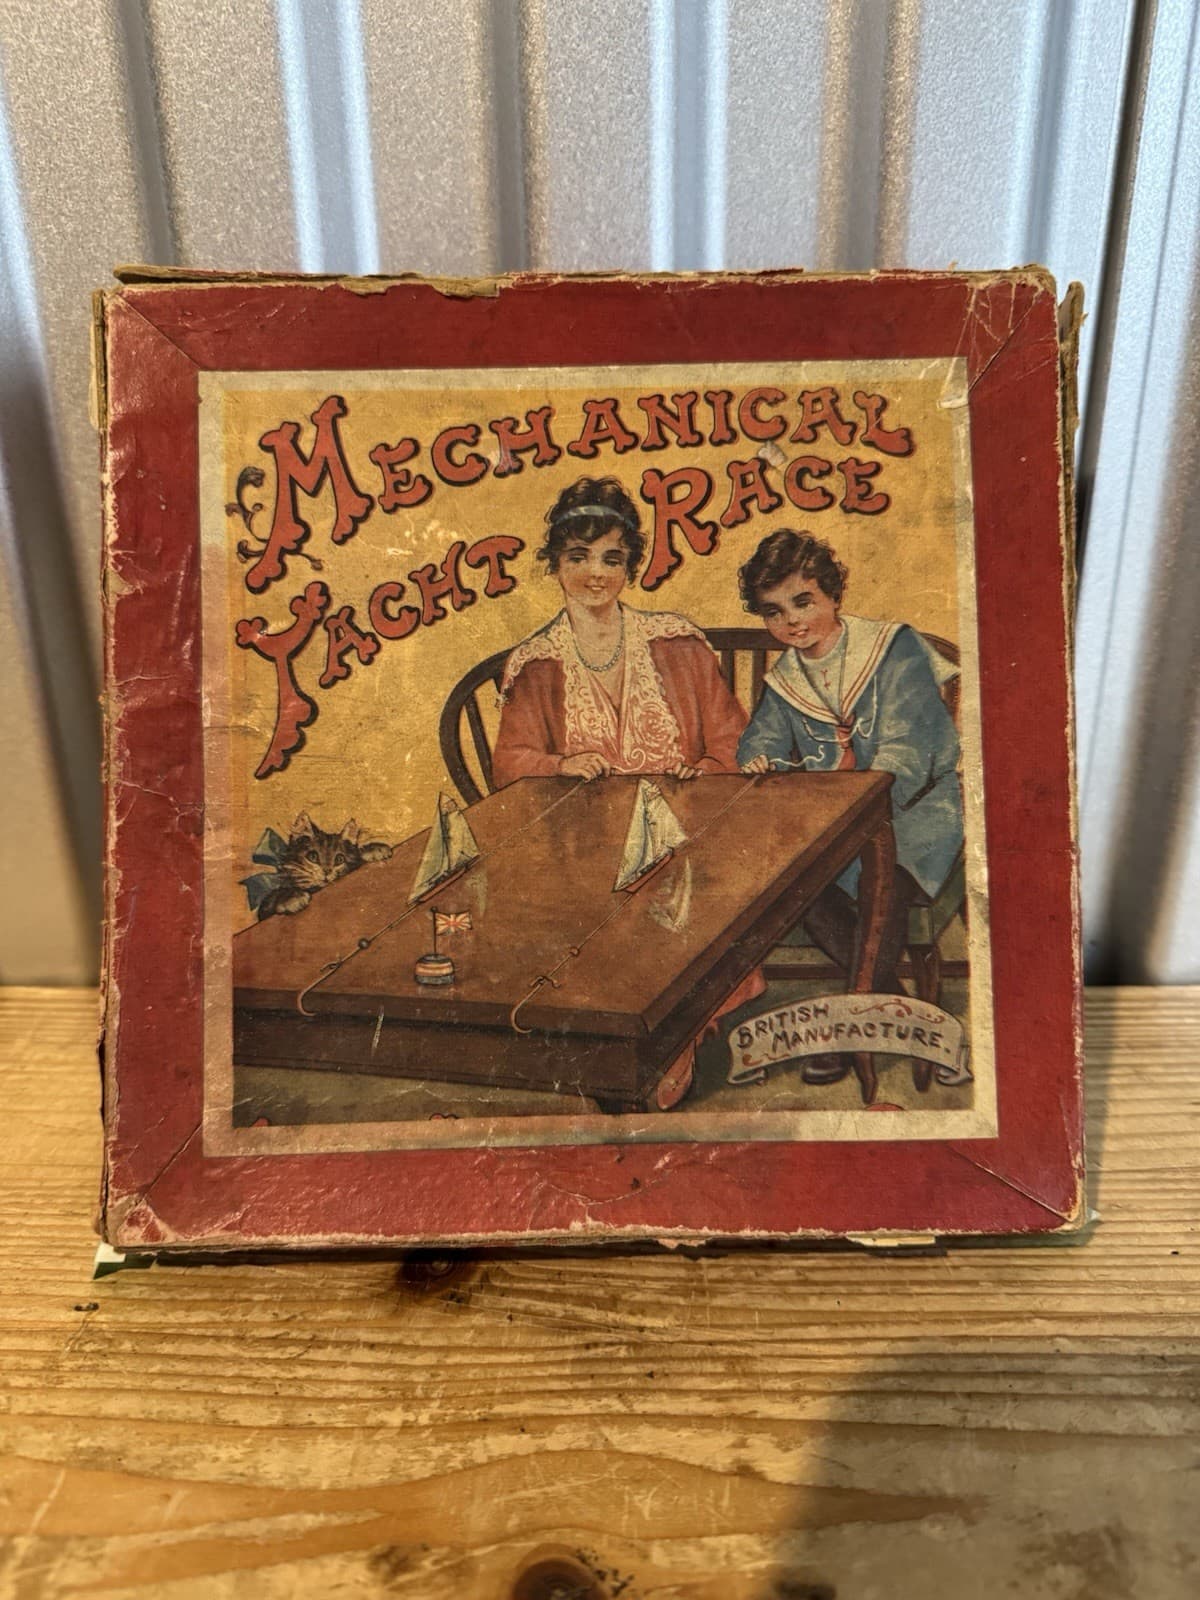 MECHANICAL
YACHT RACE
BRITISH
MANUFACTURE.